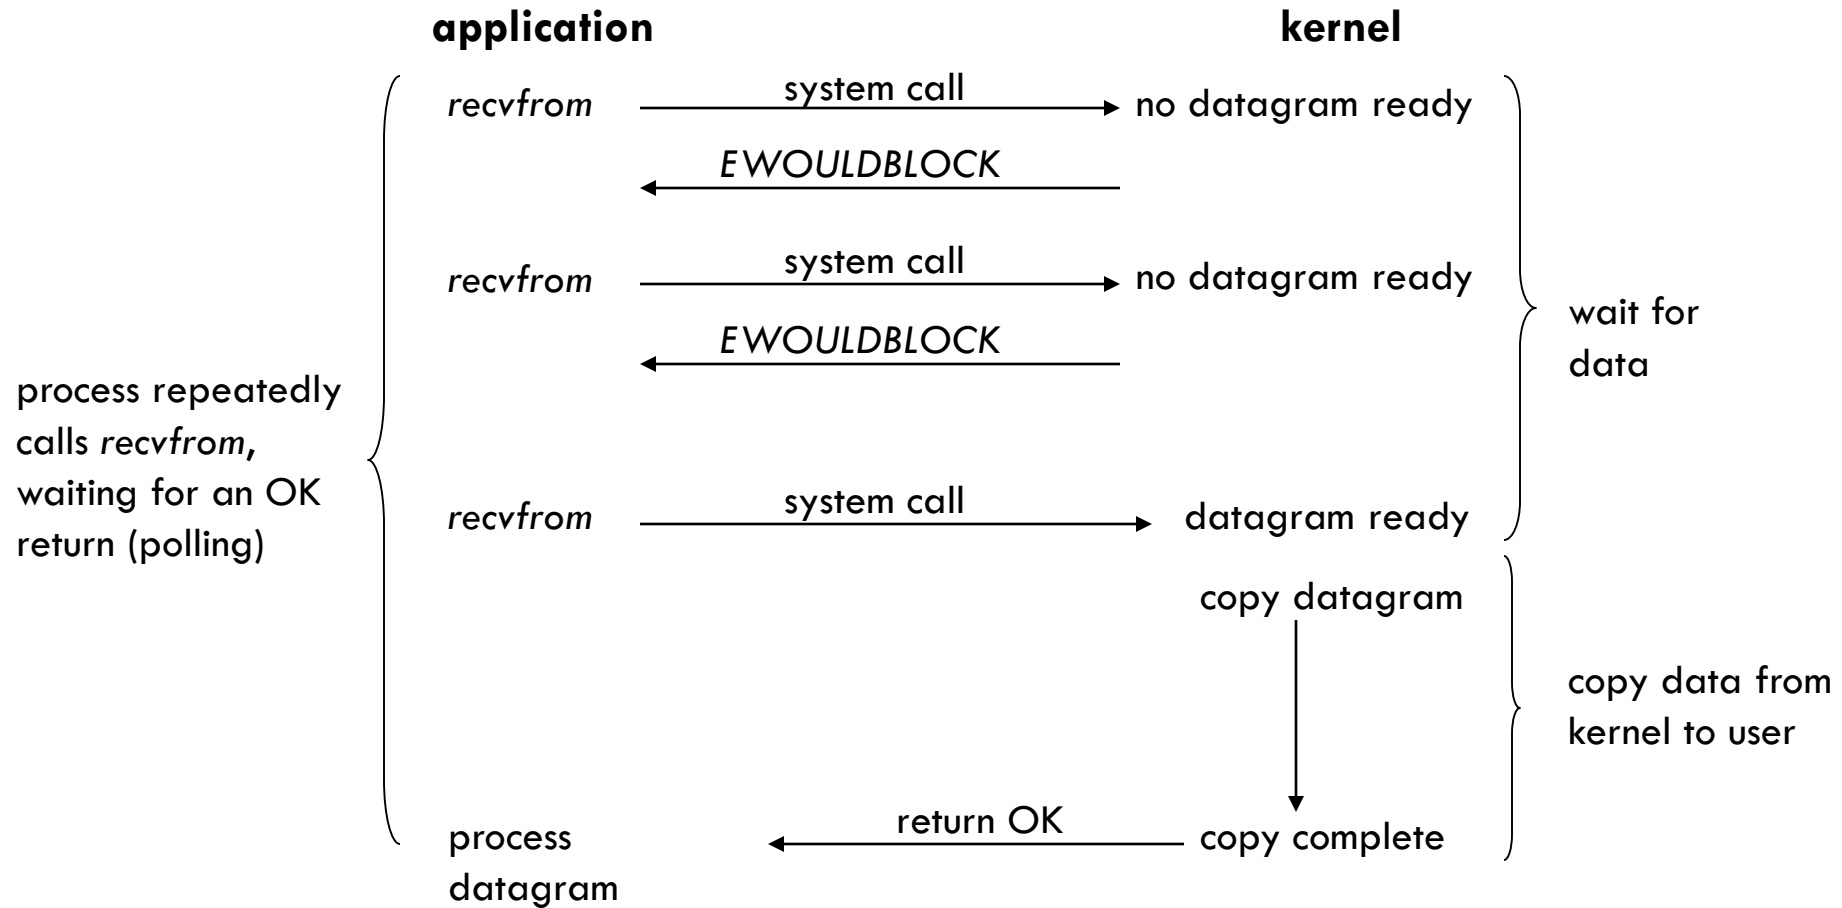 application
kernel
recvfrom
system call
no datagram ready
EWOULDBLOCK
recvfrom
system call
no datagram ready
EWOULDBLOCK
wait for
data
process repeatedly
calls recvfrom,
waiting for an OK
return (polling)
recvfrom
system call
datagram ready
copy datagram
copy data from
kernel to user
return OK
copy complete
process
datagram